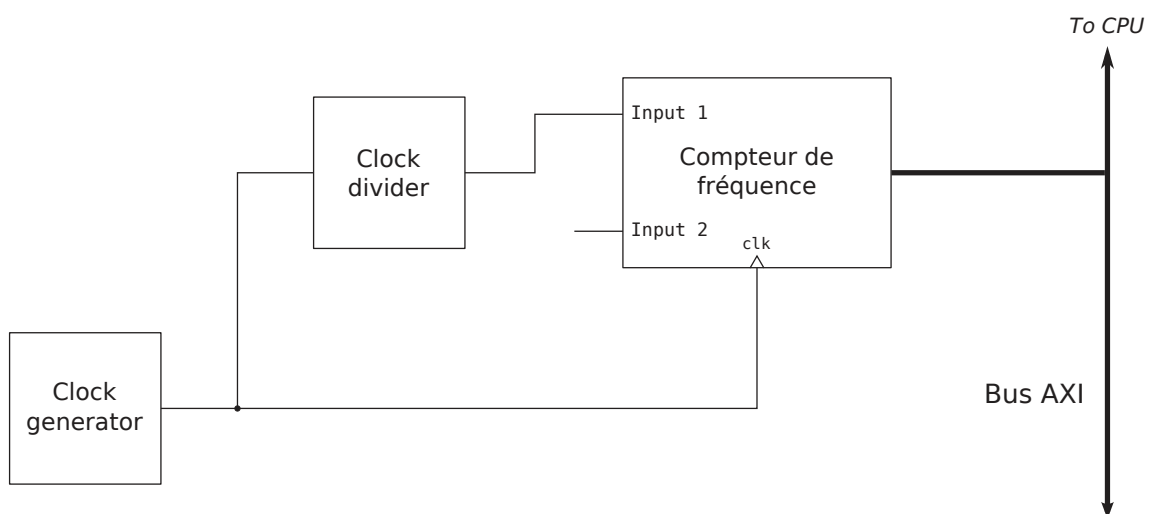 To CPU
Clock
divider
Input 1
Compteur de
fréquence
Input 2
clk
Clock
generator
Bus AXI